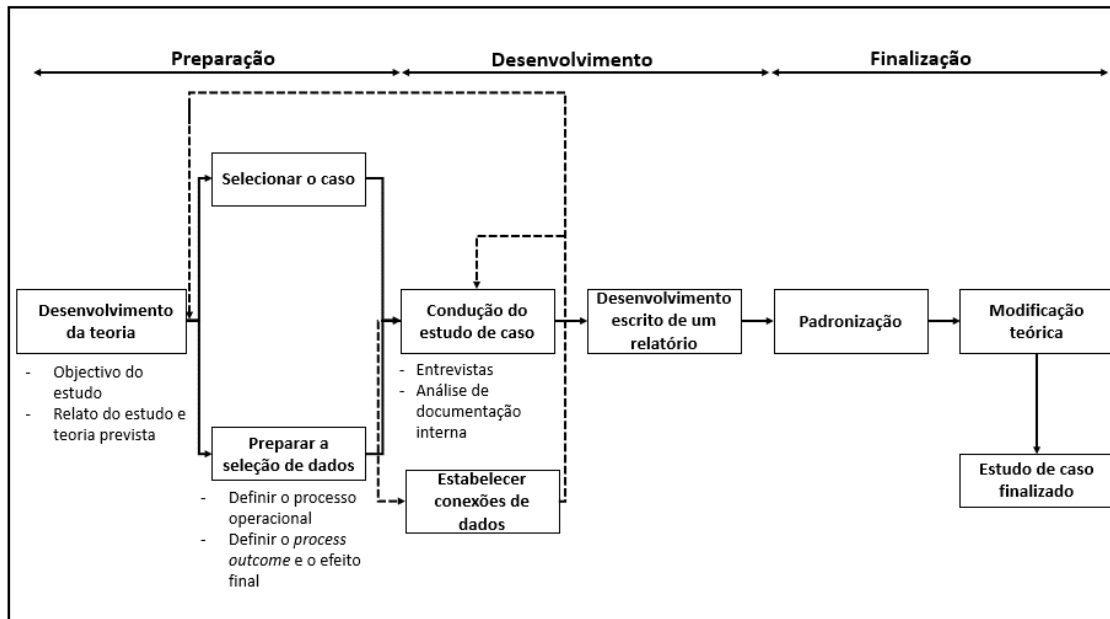 Preparação
Desenvolvimento
Finalização
Selecionar o caso
Desenvolvimento
da teoria
- Objectivo do
estudo
- Relato do estudo e
teoria prevista
Preparar a
seleção de dados
- Definir o processo
operacional
- Definir o process
outcome e o efeito
final
Condução do
estudo de caso
- Entrevistas
- Análise de
documentação
interna
Estabelecer
conexões de
dados
Desenvolvimento
escrito de um
relatório
Padronização
Modificação
teórica
Estudo de caso
finalizado